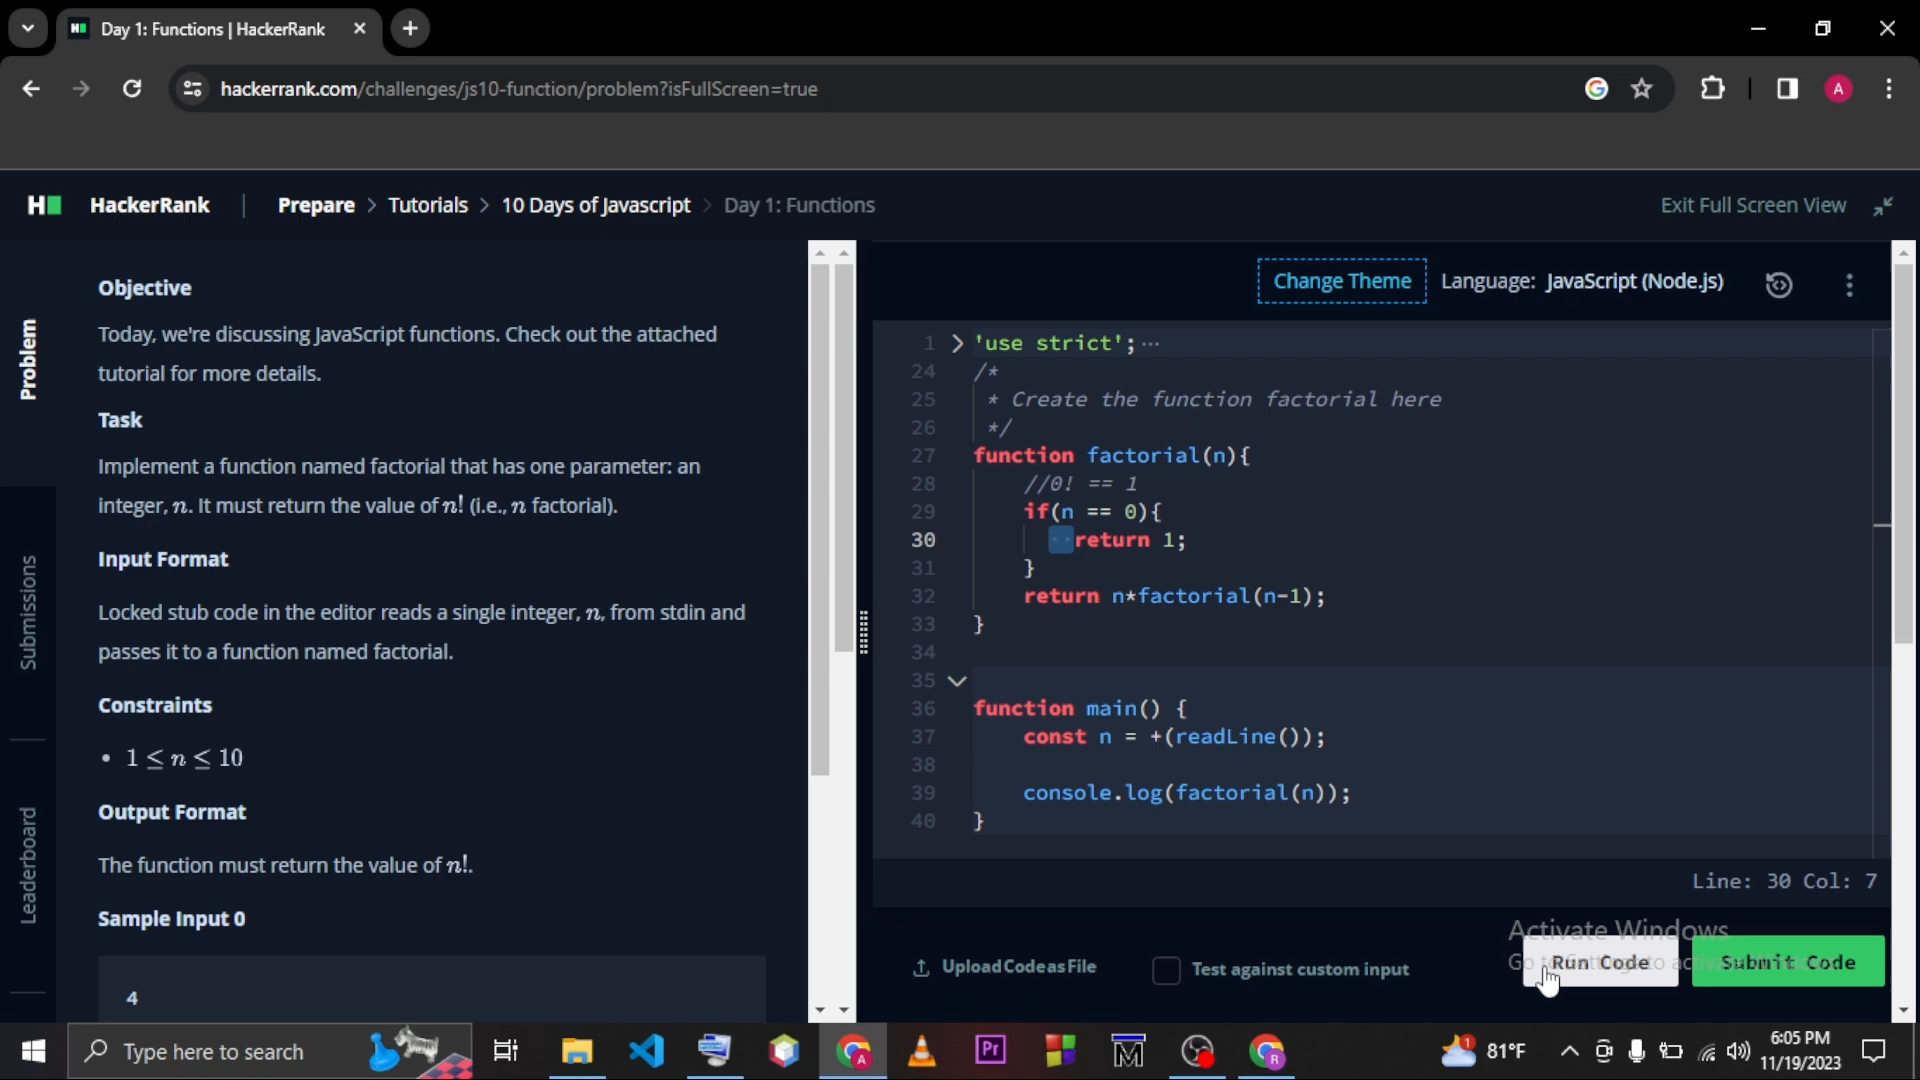 Day 1: Functions | HackerRank
hackerrank.com/challenges/js10-function/problem?isFullScreen=true
A
H
HackerRank
Prepare > Tutorials > 10 Days of Javascript > Day 1: Functions
Exit Full Screen View
Problem
Submissions
Leaderboard
Objective
Today, we're discussing JavaScript functions. Check out the attached
tutorial for more details.
Task
Implement a function named factorial that has one parameter: an
integer, n. It must return the value of n! (i.e., n factorial).
Input Format
Locked stub code in the editor reads a single integer, n, from stdin and
passes it to a function named factorial.
Constraints
• 1 ≤ n ≤ 10
Output Format
The function must return the value of n!.
Sample Input 0
4
Change Theme Language: JavaScript (Node.js)
1 'use strict';···
24 /*
25 * Create the function factorial here
26 */
27 function factorial(n){
28 //0! == 1
29 if(n == 0){
30 return 1;
31 }
32 return n*factorial(n-1);
33 }
34
35
36 function main() {
37 const n = +(readLine());
38
39 console.log(factorial(n));
40 }
Line: 30 Col: 7
Activate Windows
Go to Settings to activate Windows.
Upload Code as File
Test against custom input
Run Code
Submit Code
Type here to search
A
Pr
M
R
1
81°F
6:05 PM
11/19/2023